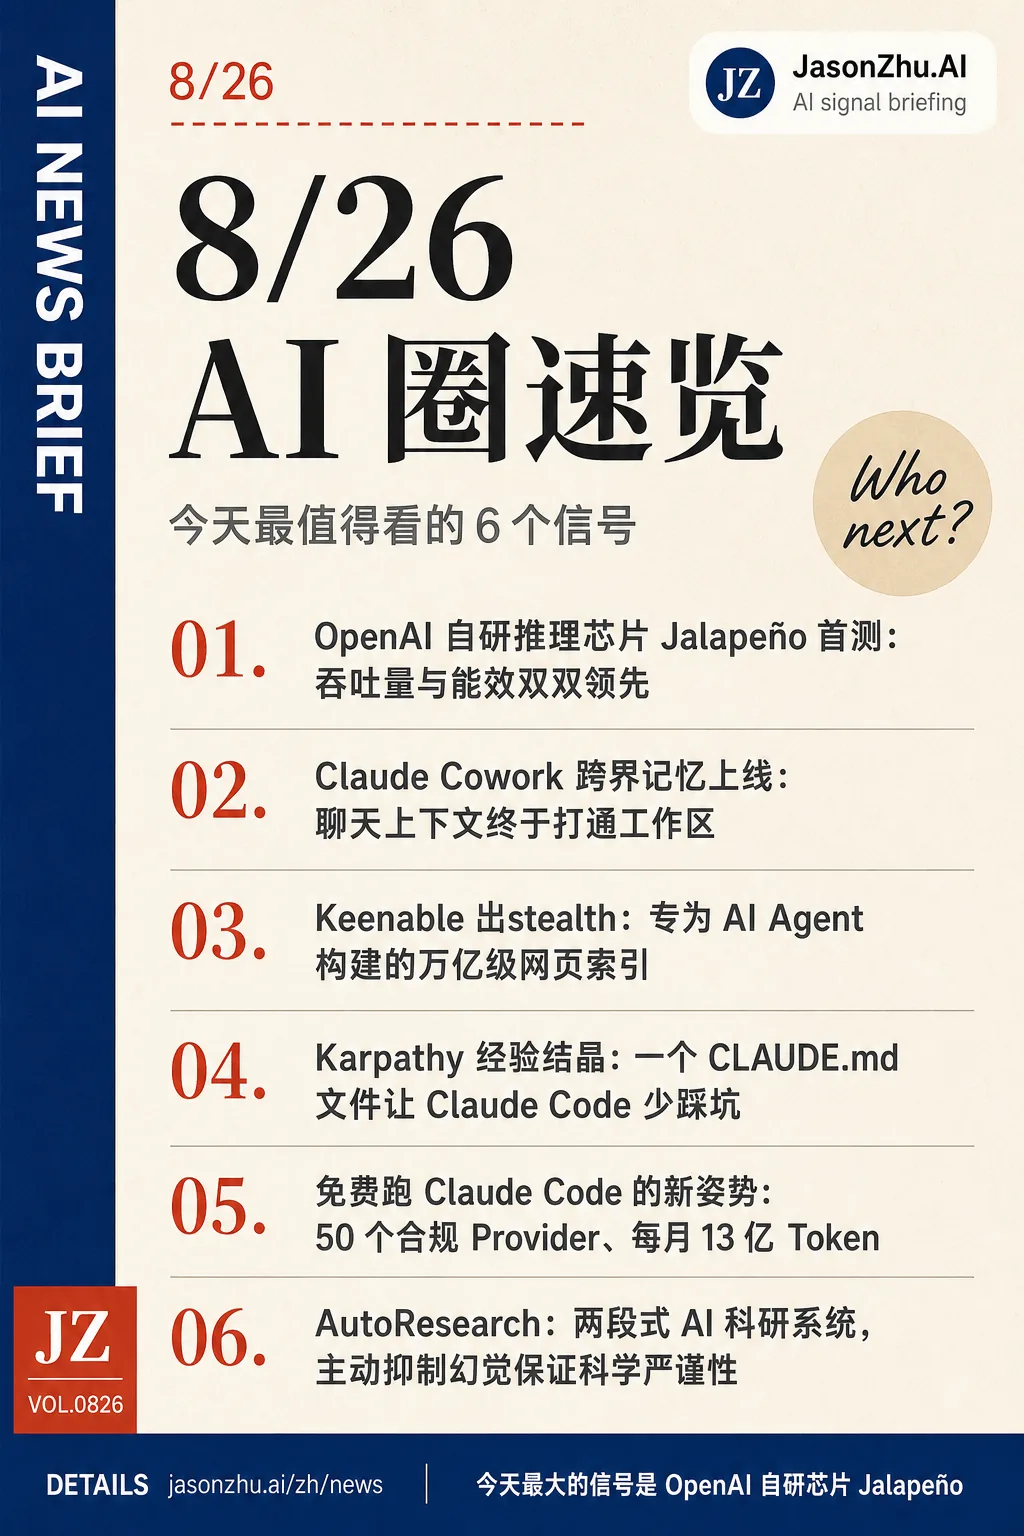 AI NEWS BRIEF
8/26
JZ
JasonZhu.AI
AI signal briefing
8/26
AI 圈速览
今天最值得看的 6 个信号
Who
next?
01.
OpenAI 自研推理芯片 Jalapeño 首测：
吞吐量与能效双双领先
02.
Claude Cowork 跨界记忆上线：
聊天上下文终于打通工作区
03.
Keenable 出stealth：专为 AI Agent
构建的万亿级网页索引
04.
Karpathy 经验结晶：一个 CLAUDE.md
文件让 Claude Code 少踩坑
05.
免费跑 Claude Code 的新姿势：
50 个合规 Provider、每月 13 亿 Token
06.
AutoResearch：两段式 AI 科研系统，
主动抑制幻觉保证科学严谨性
JZ
VOL.0826
DETAILS jasonzhu.ai/zh/news
今天最大的信号是 OpenAI 自研芯片 Jalapeño